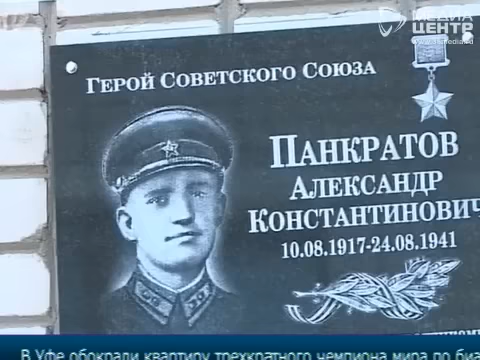 МЕДИА
ЦЕНТР
ГЕРОЙ СОВЕТСКОГО СОЮЗА
ПАНКРАТОВ
АЛЕКСАНДР
КОНСТАНТИНОВИЧ
10.08.1917-24.08.1941
В Уфе обокрали квартиру трехкратного чемпиона мира по биа